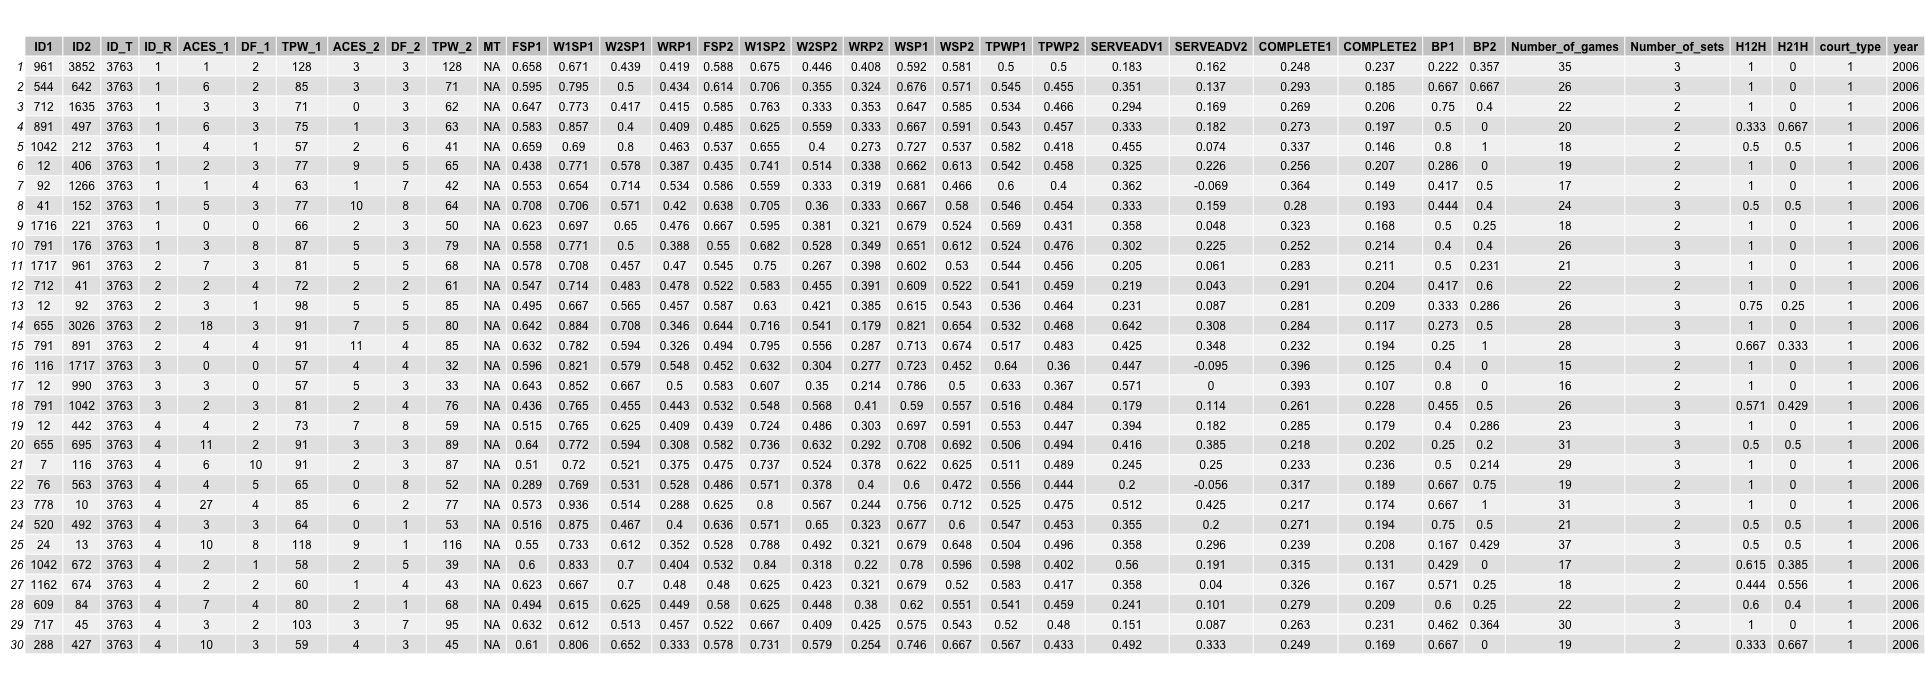 ID1 ID2 ID_T ID_R ACES_1 DF_1 TPW_1 ACES_2 DF_2 TPW_2 MT FSP1 W1SP1 W2SP1 WRP1 FSP2 W1SP2 W2SP2 WRP2 WSP1 WSP2 TPWP1 TPWP2 SERVEADV1 SERVEADV2 COMPLETE1 COMPLETE2 BP1 BP2 Number_of_games Number_of_sets H12H H21H court_type year
1 961 3852 3763 1 1 2 128 3 3 128 NA 0.658 0.671 0.439 0.419 0.588 0.675 0.446 0.408 0.592 0.581 0.5 0.5 0.183 0.162 0.248 0.237 0.222 0.357 35 3 1 0 1 2006
2 544 642 3763 1 6 2 85 3 3 71 NA 0.595 0.795 0.5 0.434 0.614 0.706 0.355 0.324 0.676 0.571 0.545 0.455 0.351 0.137 0.293 0.185 0.667 0.667 26 3 1 0 1 2006
3 712 1635 3763 1 3 3 71 0 3 62 NA 0.647 0.773 0.417 0.415 0.585 0.763 0.333 0.353 0.647 0.585 0.534 0.466 0.294 0.169 0.269 0.206 0.75 0.4 22 2 1 0 1 2006
4 891 497 3763 1 6 3 75 1 3 63 NA 0.583 0.857 0.4 0.409 0.485 0.625 0.559 0.333 0.667 0.591 0.543 0.457 0.333 0.182 0.273 0.197 0.5 0 20 2 0.333 0.667 1 2006
5 1042 212 3763 1 4 1 57 2 6 41 NA 0.659 0.69 0.8 0.463 0.537 0.655 0.4 0.273 0.727 0.537 0.582 0.418 0.455 0.074 0.337 0.146 0.8 1 18 2 0.5 0.5 1 2006
6 12 406 3763 1 2 3 77 9 5 65 NA 0.438 0.771 0.578 0.387 0.435 0.741 0.514 0.338 0.662 0.613 0.542 0.458 0.325 0.226 0.256 0.207 0.286 0 19 2 1 0 1 2006
7 92 1266 3763 1 1 4 63 1 7 42 NA 0.553 0.654 0.714 0.534 0.586 0.559 0.333 0.319 0.681 0.466 0.6 0.4 0.362 -0.069 0.364 0.149 0.417 0.5 17 2 1 0 1 2006
8 41 152 3763 1 5 3 77 10 8 64 NA 0.708 0.706 0.571 0.42 0.638 0.705 0.36 0.333 0.667 0.58 0.546 0.454 0.333 0.159 0.28 0.193 0.444 0.4 24 3 0.5 0.5 1 2006
9 1716 221 3763 1 0 0 66 2 3 50 NA 0.623 0.697 0.65 0.476 0.667 0.595 0.381 0.321 0.679 0.524 0.569 0.431 0.358 0.048 0.323 0.168 0.5 0.25 18 2 1 0 1 2006
10 791 176 3763 1 3 8 87 5 3 79 NA 0.558 0.771 0.5 0.388 0.55 0.682 0.528 0.349 0.651 0.612 0.524 0.476 0.302 0.225 0.252 0.214 0.4 0.4 26 3 1 0 1 2006
11 1717 961 3763 2 7 3 81 5 5 68 NA 0.578 0.708 0.457 0.47 0.545 0.75 0.267 0.398 0.602 0.53 0.544 0.456 0.205 0.061 0.283 0.211 0.5 0.231 21 3 1 0 1 2006
12 712 41 3763 2 2 4 72 2 2 61 NA 0.547 0.714 0.483 0.478 0.522 0.583 0.455 0.391 0.609 0.522 0.541 0.459 0.219 0.043 0.291 0.204 0.417 0.6 22 2 1 0 1 2006
13 12 92 3763 2 3 1 98 5 5 85 NA 0.495 0.667 0.565 0.457 0.587 0.63 0.421 0.385 0.615 0.543 0.536 0.464 0.231 0.087 0.281 0.209 0.333 0.286 26 3 0.75 0.25 1 2006
14 655 3026 3763 2 18 3 91 7 5 80 NA 0.642 0.884 0.708 0.346 0.644 0.716 0.541 0.179 0.821 0.654 0.532 0.468 0.642 0.308 0.284 0.117 0.273 0.5 28 3 1 0 1 2006
15 791 891 3763 2 4 4 91 11 4 85 NA 0.632 0.782 0.594 0.326 0.494 0.795 0.556 0.287 0.713 0.674 0.517 0.483 0.425 0.348 0.232 0.194 0.25 1 28 3 0.667 0.333 1 2006
16 116 1717 3763 3 0 0 57 4 4 32 NA 0.596 0.821 0.579 0.548 0.452 0.632 0.304 0.277 0.723 0.452 0.64 0.36 0.447 -0.095 0.396 0.125 0.4 0 15 2 1 0 1 2006
17 12 990 3763 3 3 0 57 5 3 33 NA 0.643 0.852 0.667 0.5 0.583 0.607 0.35 0.214 0.786 0.5 0.633 0.367 0.571 0 0.393 0.107 0.8 0 16 2 1 0 1 2006
18 791 1042 3763 3 2 3 81 2 4 76 NA 0.436 0.765 0.455 0.443 0.532 0.548 0.568 0.41 0.59 0.557 0.516 0.484 0.179 0.114 0.261 0.228 0.455 0.5 26 3 0.571 0.429 1 2006
19 12 442 3763 4 4 2 73 7 8 59 NA 0.515 0.765 0.625 0.409 0.439 0.724 0.486 0.303 0.697 0.591 0.553 0.447 0.394 0.182 0.285 0.179 0.4 0.286 23 3 1 0 1 2006
20 655 695 3763 4 11 2 91 3 3 89 NA 0.64 0.772 0.594 0.308 0.582 0.736 0.632 0.292 0.708 0.692 0.506 0.494 0.416 0.385 0.218 0.202 0.25 0.2 31 3 0.5 0.5 1 2006
21 7 116 3763 4 6 10 91 2 3 87 NA 0.51 0.72 0.521 0.375 0.475 0.737 0.524 0.378 0.622 0.625 0.511 0.489 0.245 0.25 0.233 0.236 0.5 0.214 29 3 1 0 1 2006
22 76 563 3763 4 4 5 65 0 8 52 NA 0.289 0.769 0.531 0.528 0.486 0.571 0.378 0.4 0.6 0.472 0.556 0.444 0.2 -0.056 0.317 0.189 0.667 0.75 19 2 1 0 1 2006
23 778 10 3763 4 27 4 85 6 2 77 NA 0.573 0.936 0.514 0.288 0.625 0.8 0.567 0.244 0.756 0.712 0.525 0.475 0.512 0.425 0.217 0.174 0.667 1 31 3 1 0 1 2006
24 520 492 3763 4 3 3 64 0 1 53 NA 0.516 0.875 0.467 0.4 0.636 0.571 0.65 0.323 0.677 0.6 0.547 0.453 0.355 0.2 0.271 0.194 0.75 0.5 21 2 0.5 0.5 1 2006
25 24 13 3763 4 10 8 118 9 1 116 NA 0.55 0.733 0.612 0.352 0.528 0.788 0.492 0.321 0.679 0.648 0.504 0.496 0.358 0.296 0.239 0.208 0.167 0.429 37 3 0.5 0.5 1 2006
26 1042 672 3763 4 2 1 58 2 5 39 NA 0.6 0.833 0.7 0.404 0.532 0.84 0.318 0.22 0.78 0.596 0.598 0.402 0.56 0.191 0.315 0.131 0.429 0 17 2 0.615 0.385 1 2006
27 1162 674 3763 4 2 2 60 1 4 43 NA 0.623 0.667 0.7 0.48 0.48 0.625 0.423 0.321 0.679 0.52 0.583 0.417 0.358 0.04 0.326 0.167 0.571 0.25 18 2 0.444 0.556 1 2006
28 609 84 3763 4 7 4 80 2 1 68 NA 0.494 0.615 0.625 0.449 0.58 0.625 0.448 0.38 0.62 0.551 0.541 0.459 0.241 0.101 0.279 0.209 0.6 0.25 22 2 0.6 0.4 1 2006
29 717 45 3763 4 3 2 103 3 7 95 NA 0.632 0.612 0.513 0.457 0.522 0.667 0.409 0.425 0.575 0.543 0.52 0.48 0.151 0.087 0.263 0.231 0.462 0.364 30 3 1 0 1 2006
30 288 427 3763 4 10 3 59 4 3 45 NA 0.61 0.806 0.652 0.333 0.578 0.731 0.579 0.254 0.746 0.667 0.567 0.433 0.492 0.333 0.249 0.169 0.667 0 19 2 0.333 0.667 1 2006